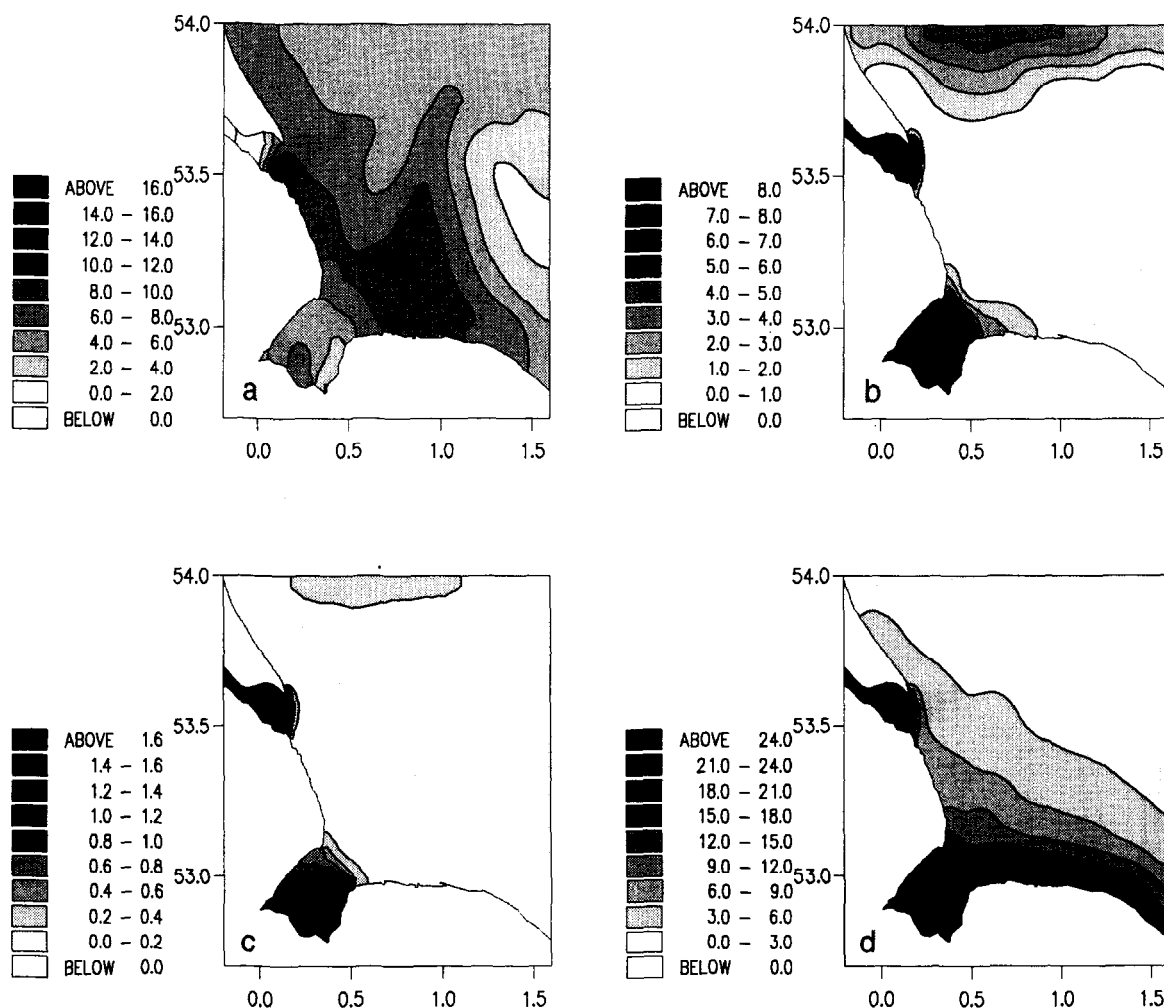 54.0
53.5
53.0
ABOVE 16.0
14.0 – 16.0
12.0 – 14.0
10.0 – 12.0
8.0 – 10.0
6.0 – 8.0
4.0 – 6.0
2.0 – 4.0
0.0 – 2.0
BELOW 0.0
a
0.0 0.5 1.0 1.5
54.0
53.5
53.0
ABOVE 8.0
7.0 – 8.0
6.0 – 7.0
5.0 – 6.0
4.0 – 5.0
3.0 – 4.0
2.0 – 3.0
1.0 – 2.0
0.0 – 1.0
BELOW 0.0
b
0.0 0.5 1.0 1.5
54.0
53.5
53.0
ABOVE 1.6
1.4 – 1.6
1.2 – 1.4
1.0 – 1.2
0.8 – 1.0
0.6 – 0.8
0.4 – 0.6
0.2 – 0.4
0.0 – 0.2
BELOW 0.0
c
0.0 0.5 1.0 1.5
54.0
53.5
53.0
ABOVE 24.0
21.0 – 24.0
18.0 – 21.0
15.0 – 18.0
12.0 – 15.0
9.0 – 12.0
6.0 – 9.0
3.0 – 6.0
0.0 – 3.0
BELOW 0.0
d
0.0 0.5 1.0 1.5